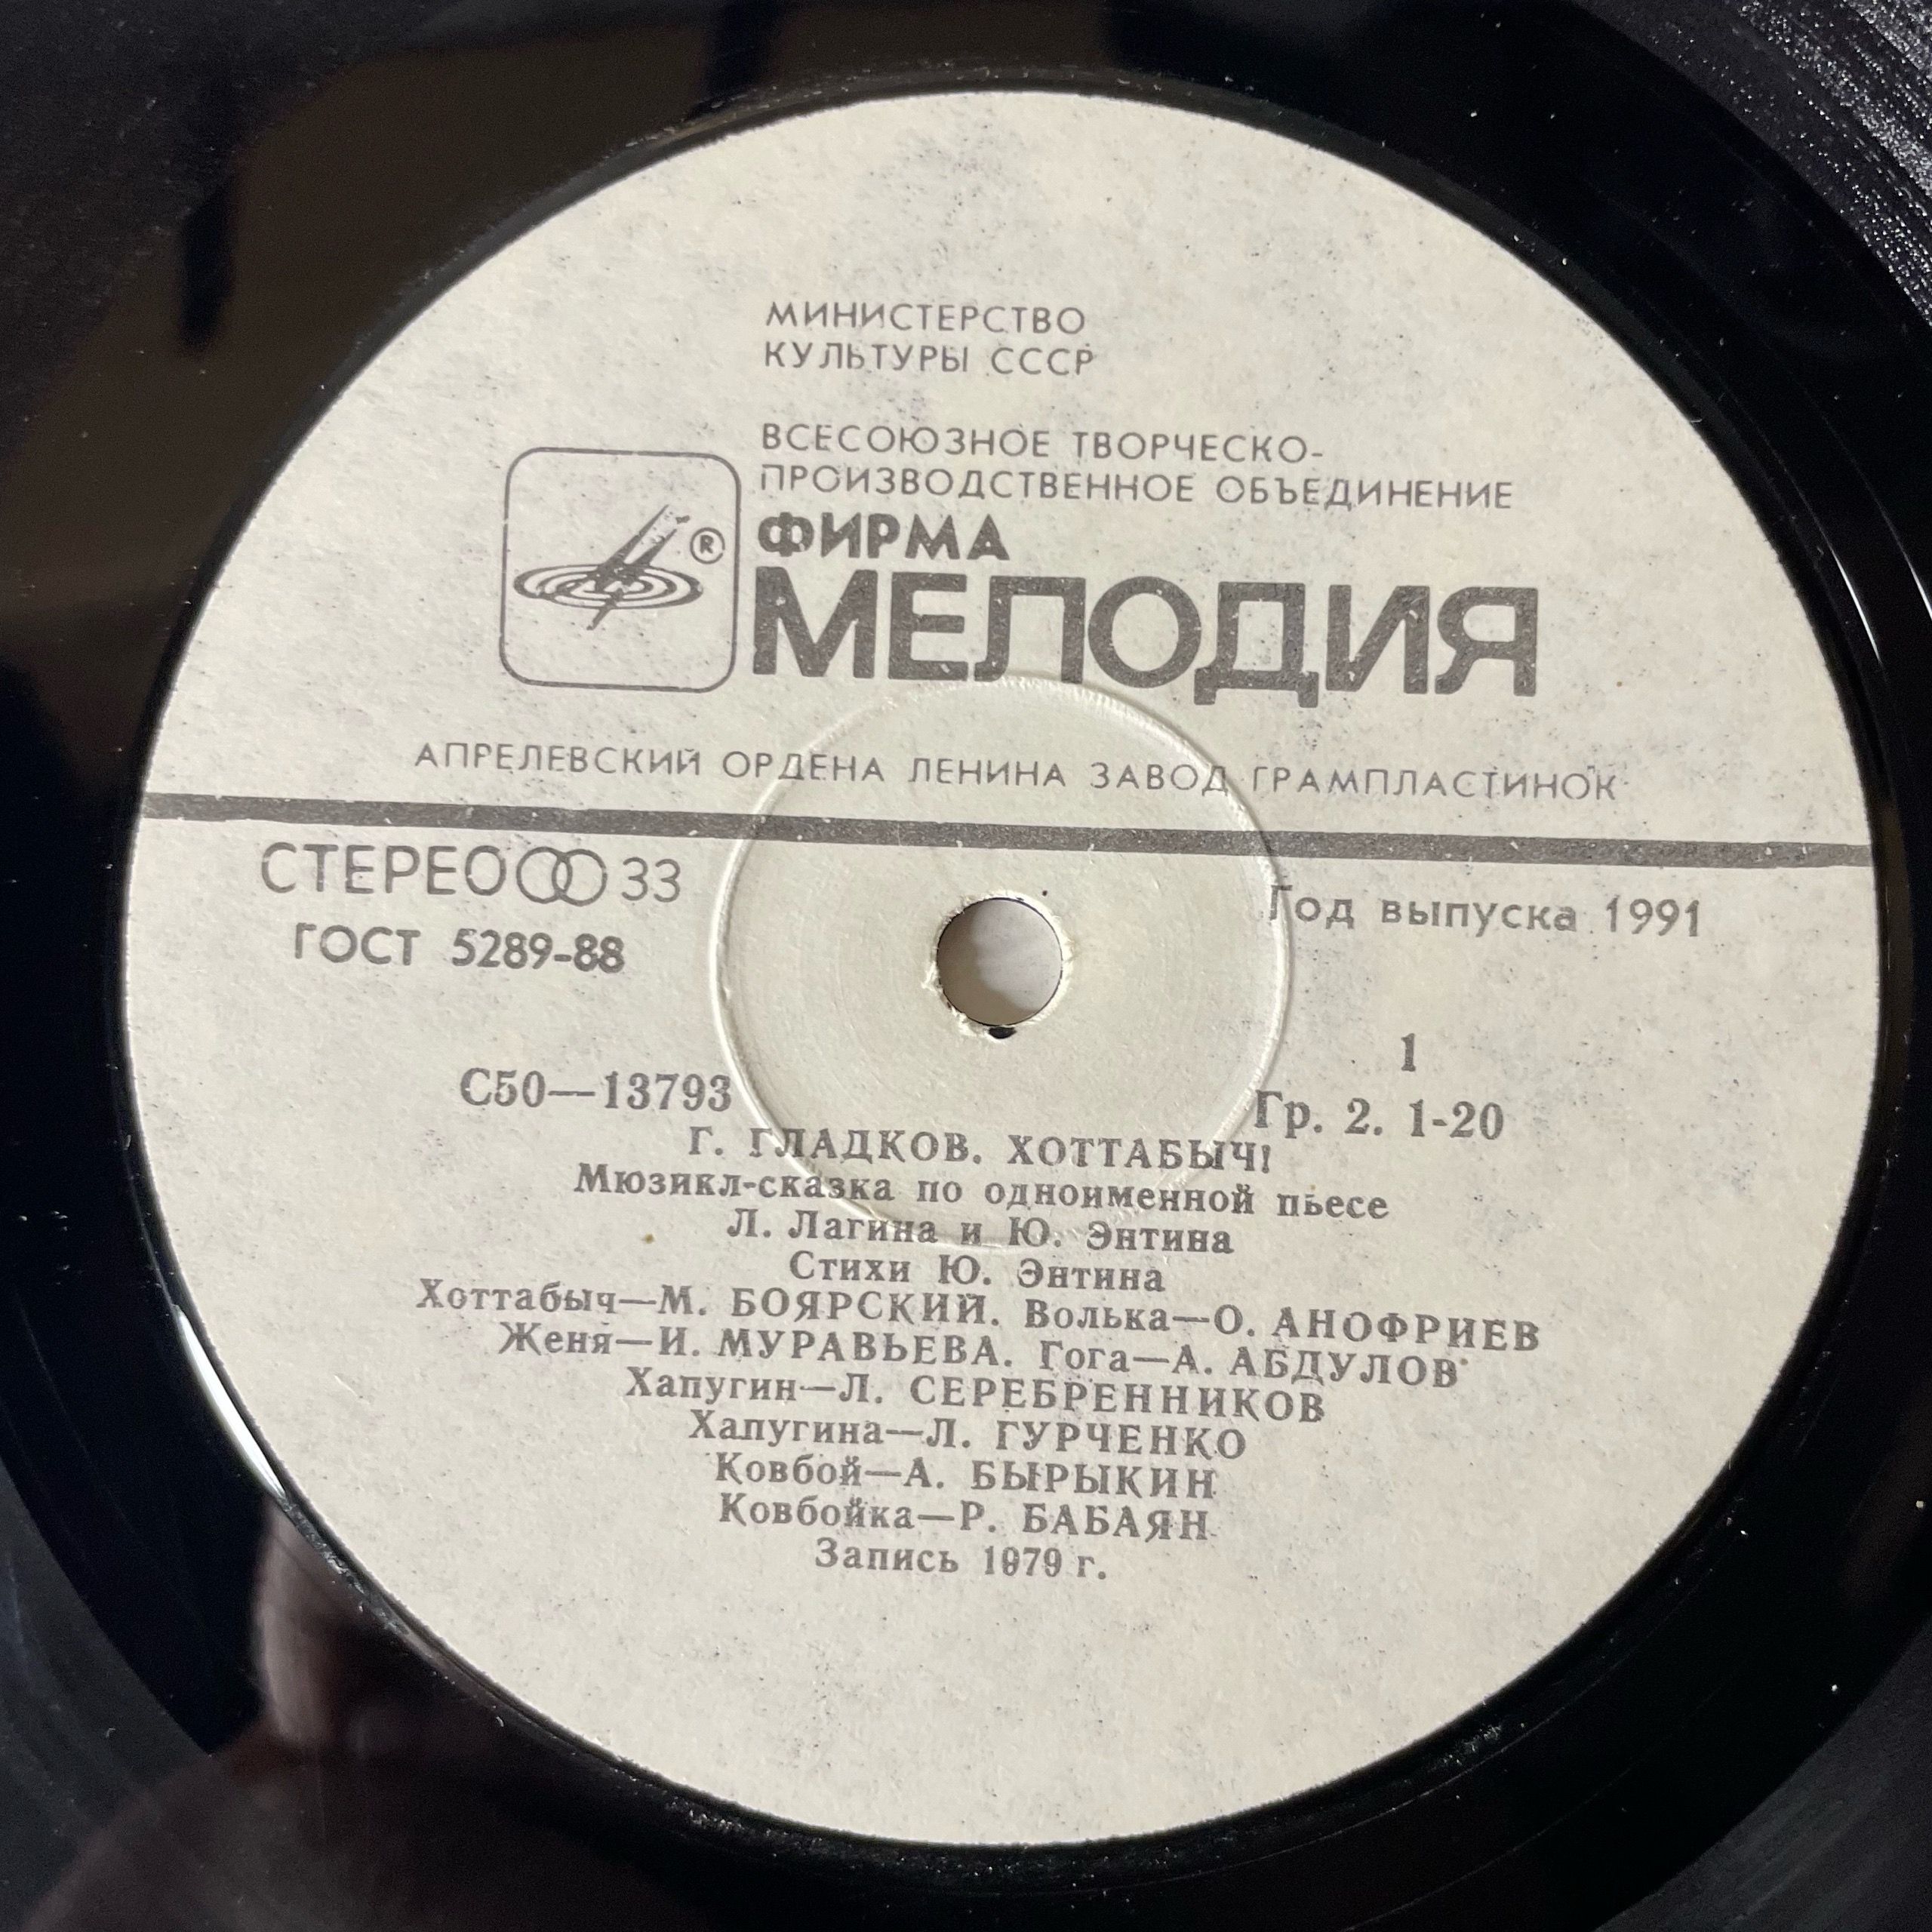 МИНИСТЕРСТВО
КУЛЬТУРЫ СССР
ВСЕСОЮЗНОЕ ТВОРЧЕСКО-
ПРОИЗВОДСТВЕННОЕ ОБЪЕДИНЕНИЕ
®
ФИРМА
МЕЛОДИЯ
АПРЕЛЕВСКИЙ ОРДЕНА ЛЕНИНА ЗАВОД ГРАМПЛАСТИНОК
СТЕРЕО 33
ГОСТ 5289-88
Год выпуска 1991
1
С50—13793
Гр. 2. 1-20
Г. ГЛАДКОВ. ХОТТАБЫЧ!
Мюзикл-сказка по одноименной пьесе
Л. Лагина и Ю. Энтина
Стихи Ю. Энтина
Хоттабыч—М. БОЯРСКИЙ. Волька—О. АНОФРИЕВ
Женя—И. МУРАВЬЕВА. Гога—А. АБДУЛОВ
Хапугин—Л. СЕРЕБРЕННИКОВ
Хапугина—Л. ГУРЧЕНКО
Ковбой—А. БЫРЫКИН
Ковбойка—Р. БАБАЯН
Запись 1979 г.